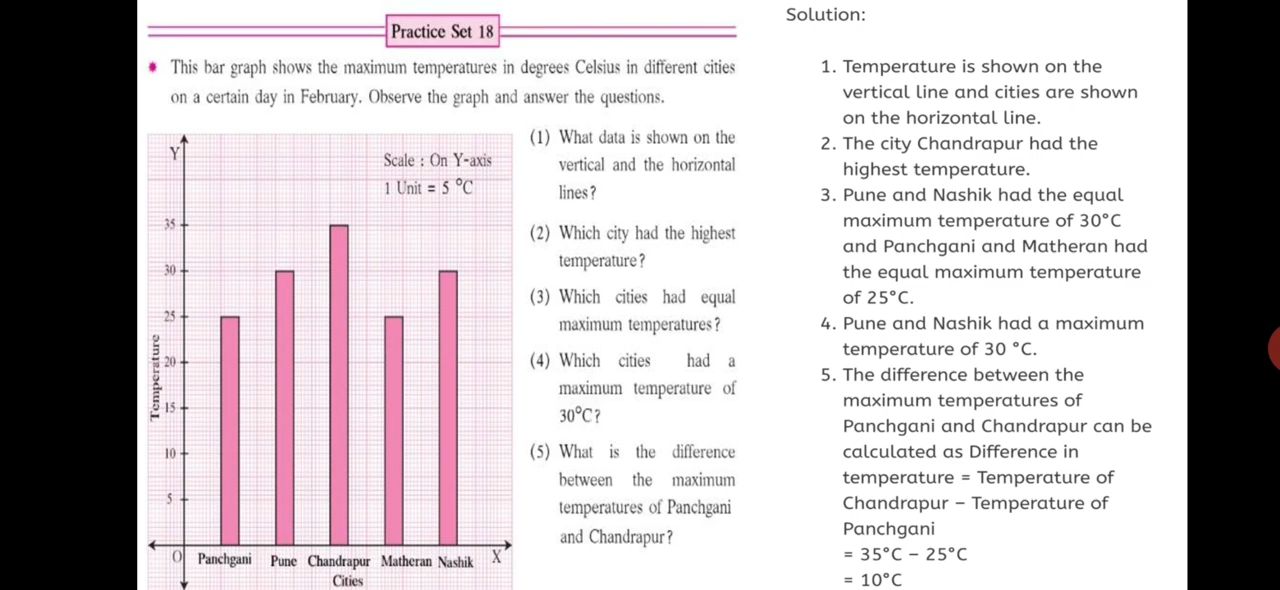 Practice Set 18
This bar graph shows the maximum temperatures in degrees Celsius in different cities
on a certain day in February. Observe the graph and answer the questions.
Y
Scale : On Y-axis
1 Unit = 5 °C
35
30
25
20
15
10
5
O
Temperature
Panchgani Pune Chandrapur Matheran Nashik X
Cities
(1) What data is shown on the
vertical and the horizontal
lines?
(2) Which city had the highest
temperature?
(3) Which cities had equal
maximum temperatures?
(4) Which cities had a
maximum temperature of
30°C?
(5) What is the difference
between the maximum
temperatures of Panchgani
and Chandrapur?
Solution:
1. Temperature is shown on the
vertical line and cities are shown
on the horizontal line.
2. The city Chandrapur had the
highest temperature.
3. Pune and Nashik had the equal
maximum temperature of 30°C
and Panchgani and Matheran had
the equal maximum temperature
of 25°C.
4. Pune and Nashik had a maximum
temperature of 30 °C.
5. The difference between the
maximum temperatures of
Panchgani and Chandrapur can be
calculated as Difference in
temperature = Temperature of
Chandrapur − Temperature of
Panchgani
= 35°C − 25°C
= 10°C